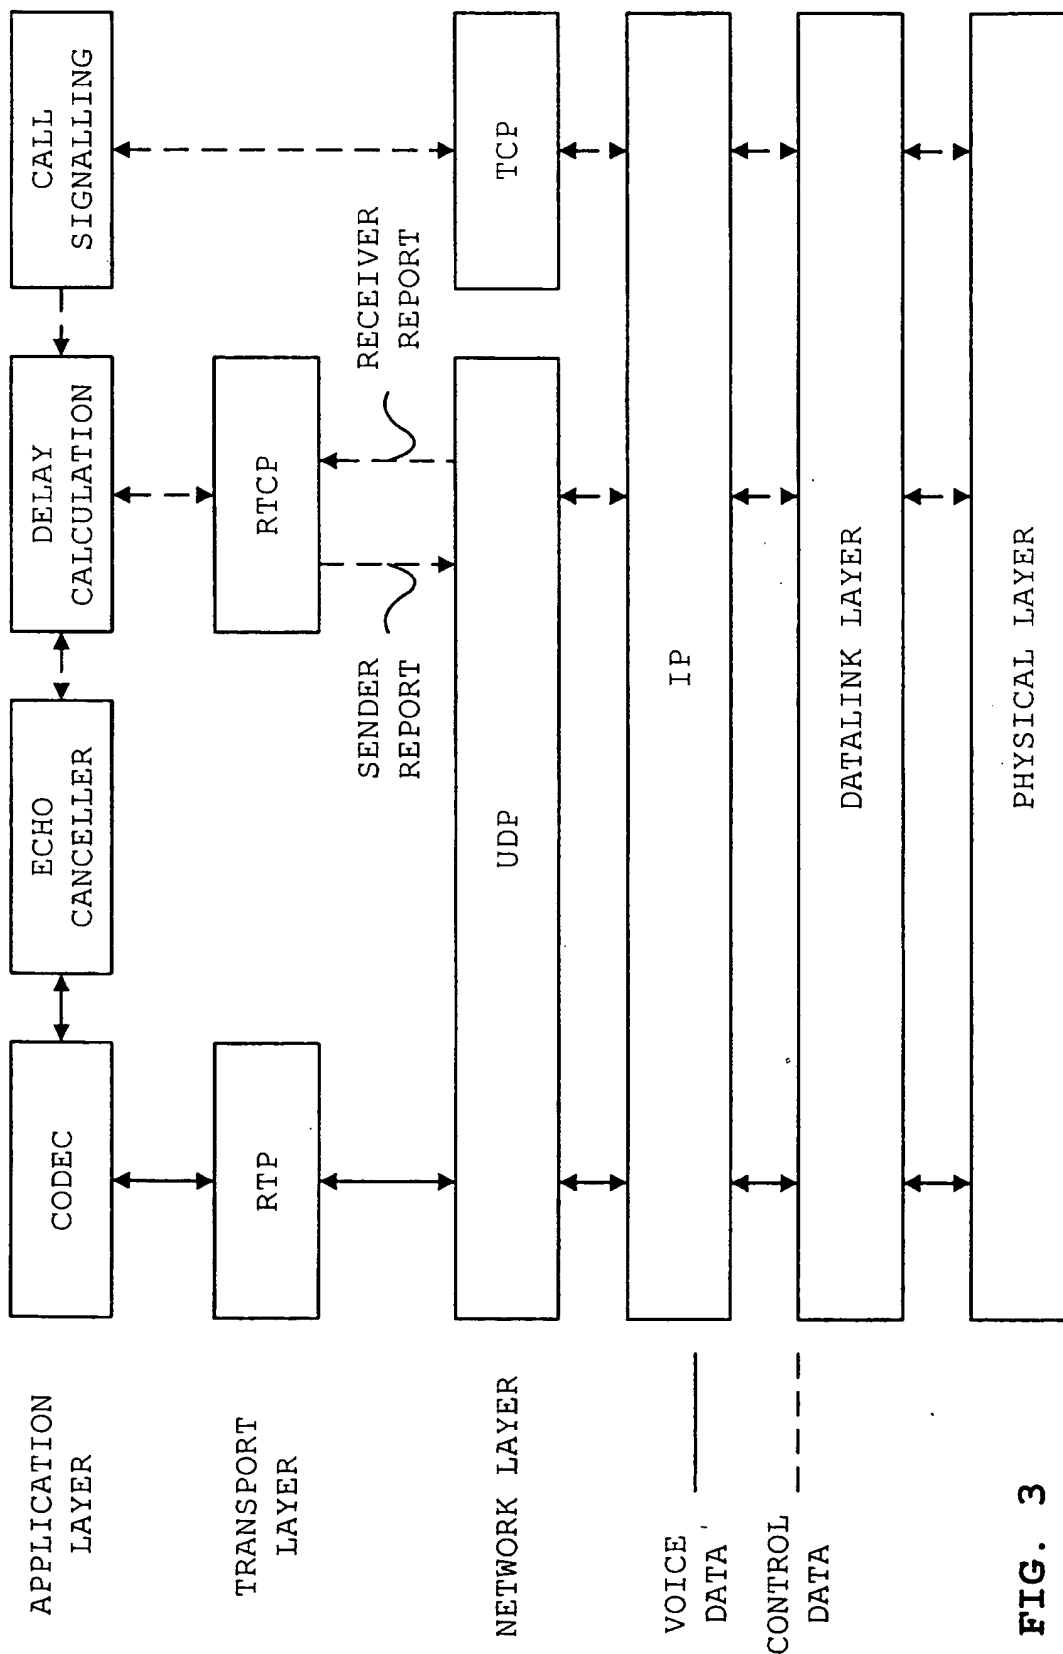 APPLICATION
LAYER
CODEC
ECHO
CANCELLER
DELAY
CALCULATION
CALL
SIGNALLING
TRANSPORT
LAYER
RTP
RTCP
SENDER
REPORT
RECEIVER
REPORT
NETWORK LAYER
UDP
TCP
VOICE
DATA
IP
CONTROL
DATA
DATALINK LAYER
PHYSICAL LAYER
FIG. 3